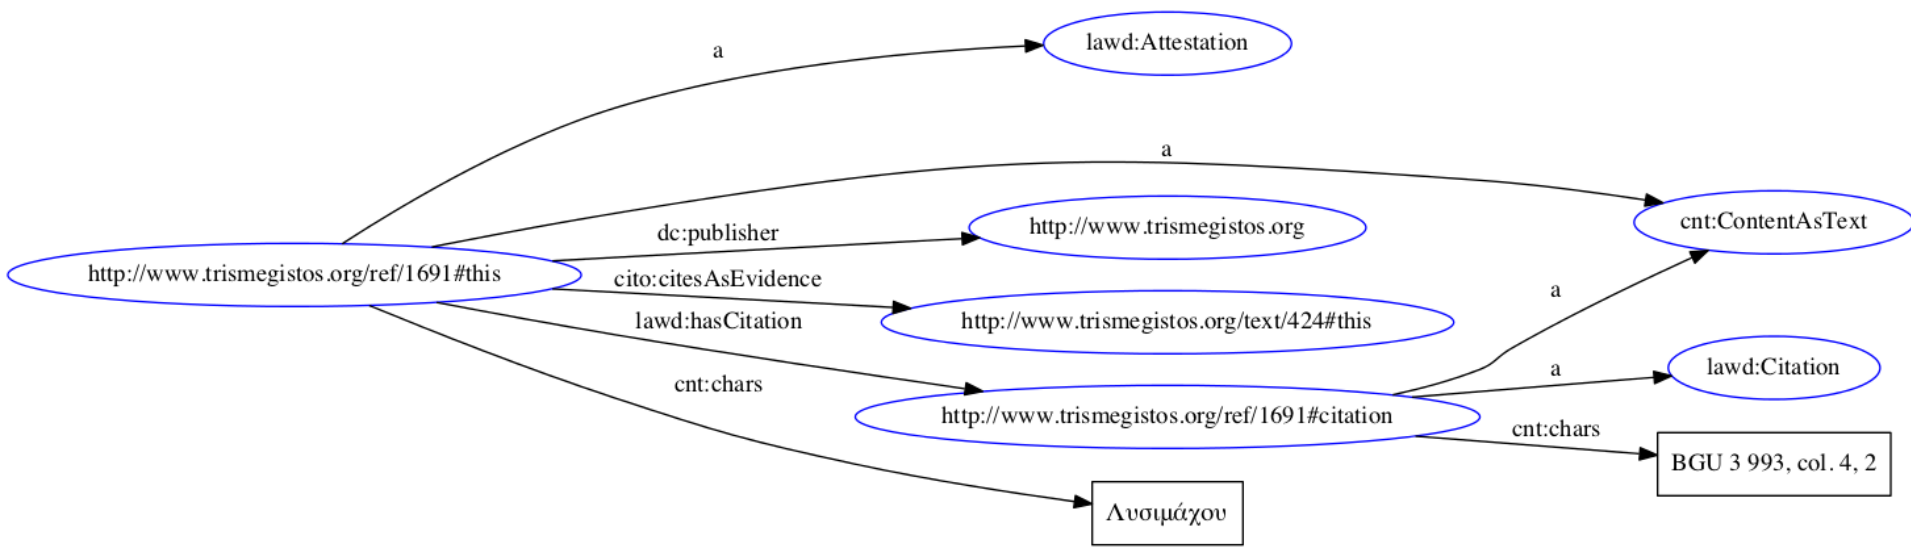 lawd:Attestation
a
a
cnt:ContentAsText
http://www.trismegistos.org
dc:publisher
http://www.trismegistos.org/ref/1691#this
cito:citesAsEvidence
a
lawd:hasCitation
http://www.trismegistos.org/text/424#this
lawd:Citation
a
cnt:chars
http://www.trismegistos.org/ref/1691#citation
cnt:chars
BGU 3 993, col. 4, 2
Λυσιμάχου